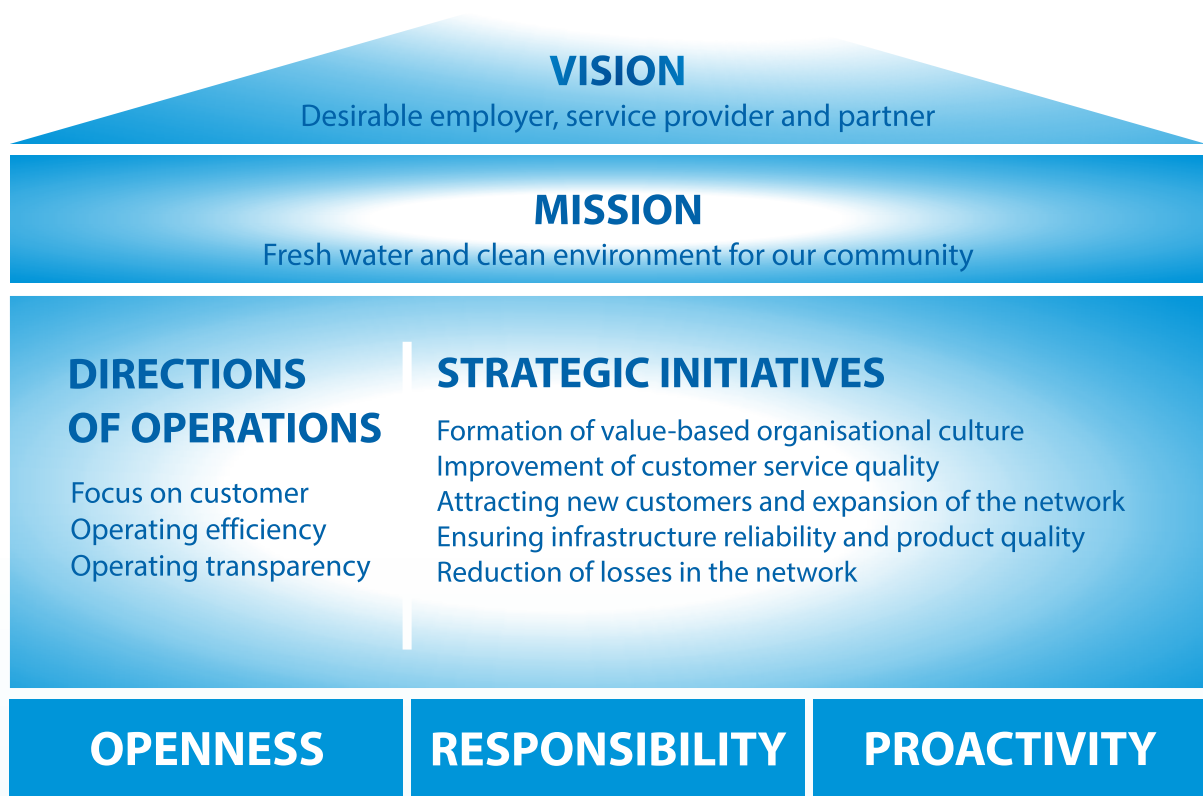 VISION
Desirable employer, service provider and partner
MISSION
Fresh water and clean environment for our community
DIRECTIONS
OF OPERATIONS
Focus on customer
Operating efficiency
Operating transparency
STRATEGIC INITIATIVES
Formation of value-based organisational culture
Improvement of customer service quality
Attracting new customers and expansion of the network
Ensuring infrastructure reliability and product quality
Reduction of losses in the network
OPENNESS
RESPONSIBILITY
PROACTIVITY